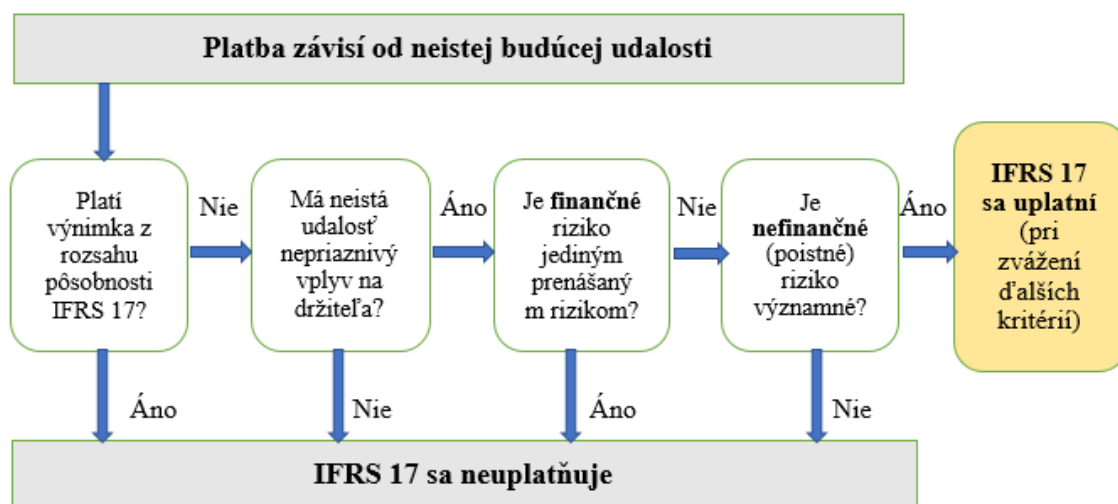 Platba závisí od neistej budúcej udalosti
Platí
výnimka z
rozsahu
pôsobnosti
IFRS 17?
Nie
Má neistá
udalosť
nepriaznivý
vplyv na
držiteľa?
Áno
Je finančné
riziko
jediným
prenášaný
m rizikom?
Nie
Je
nefinančné
(poistné)
riziko
významné?
Áno
IFRS 17
sa uplatní
(pri
zvážení
ďalších
kritérií)
Áno
Nie
Áno
Nie
IFRS 17 sa neuplatňuje